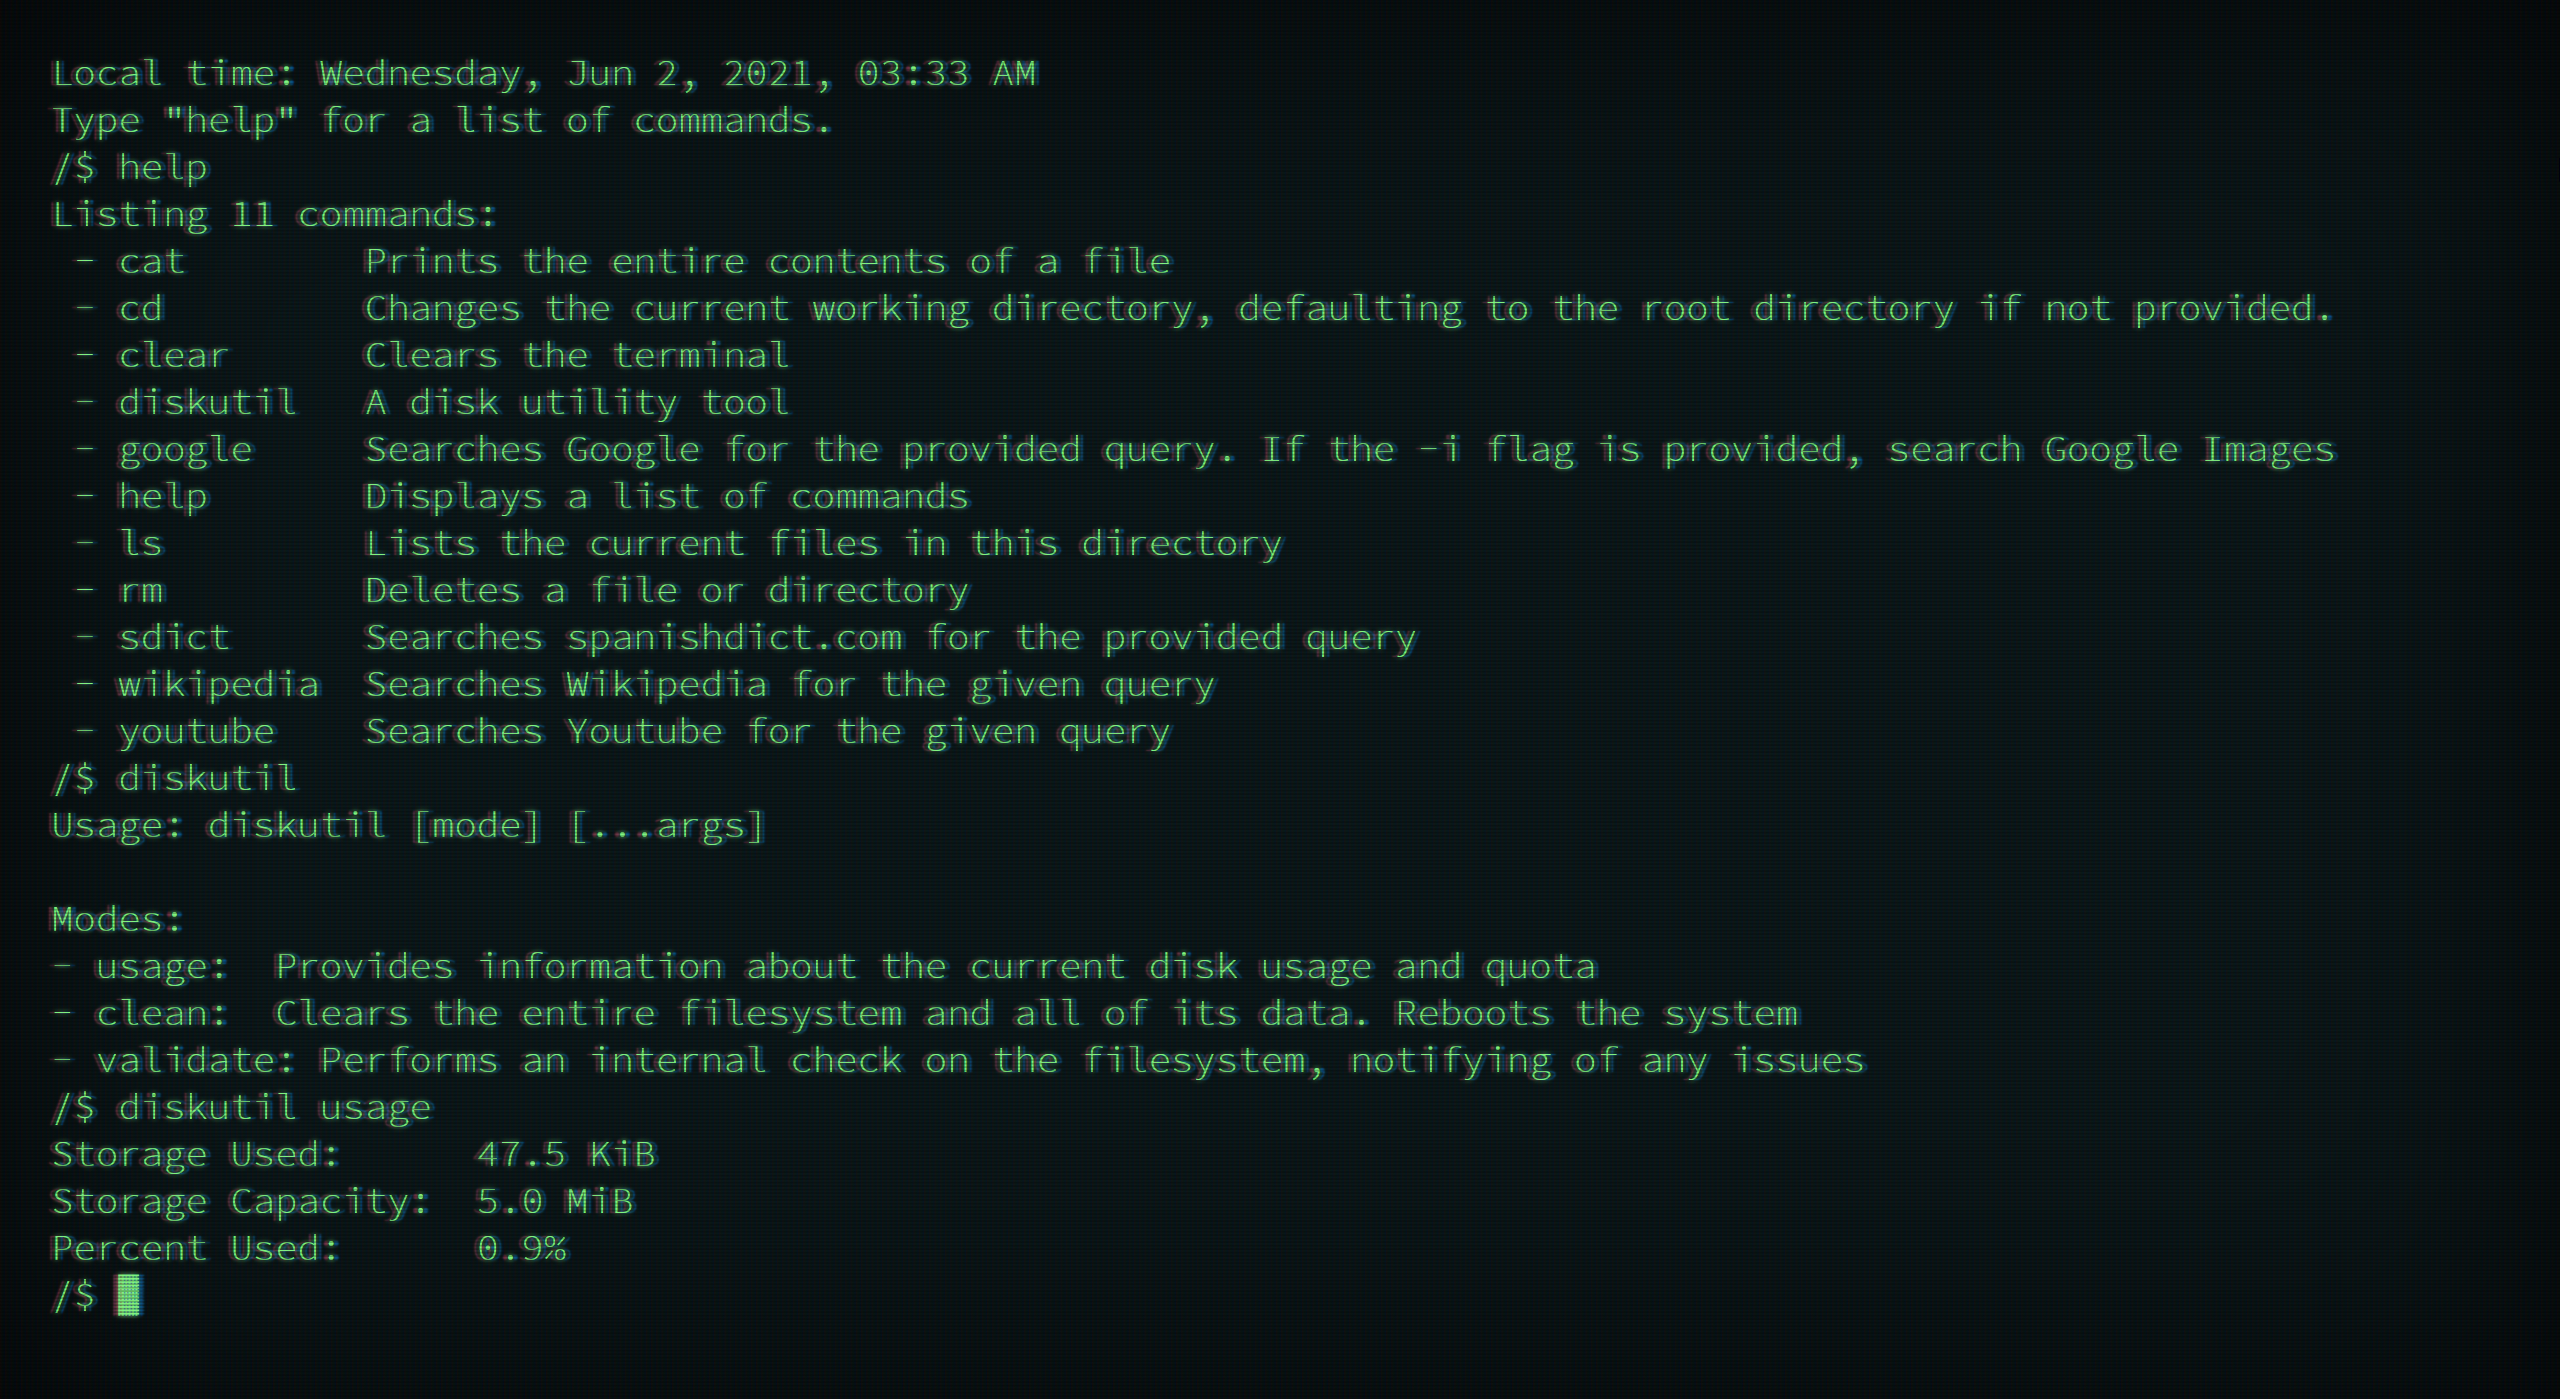 Local time: Wednesday, Jun 2, 2021, 03:33 AM
Type "help" for a list of commands.
/$ help
Listing 11 commands:
 - cat        Prints the entire contents of a file
 - cd         Changes the current working directory, defaulting to the root directory if not provided.
 - clear      Clears the terminal
 - diskutil   A disk utility tool
 - google     Searches Google for the provided query. If the -i flag is provided, search Google Images
 - help       Displays a list of commands
 - ls         Lists the current files in this directory
 - rm         Deletes a file or directory
 - sdict      Searches spanishdict.com for the provided query
 - wikipedia  Searches Wikipedia for the given query
 - youtube    Searches Youtube for the given query
/$ diskutil
Usage: diskutil [mode] [...args]

Modes:
- usage:  Provides information about the current disk usage and quota
- clean:  Clears the entire filesystem and all of its data. Reboots the system
- validate: Performs an internal check on the filesystem, notifying of any issues
/$ diskutil usage
Storage Used:      47.5 KiB
Storage Capacity:  5.0 MiB
Percent Used:      0.9%
/$